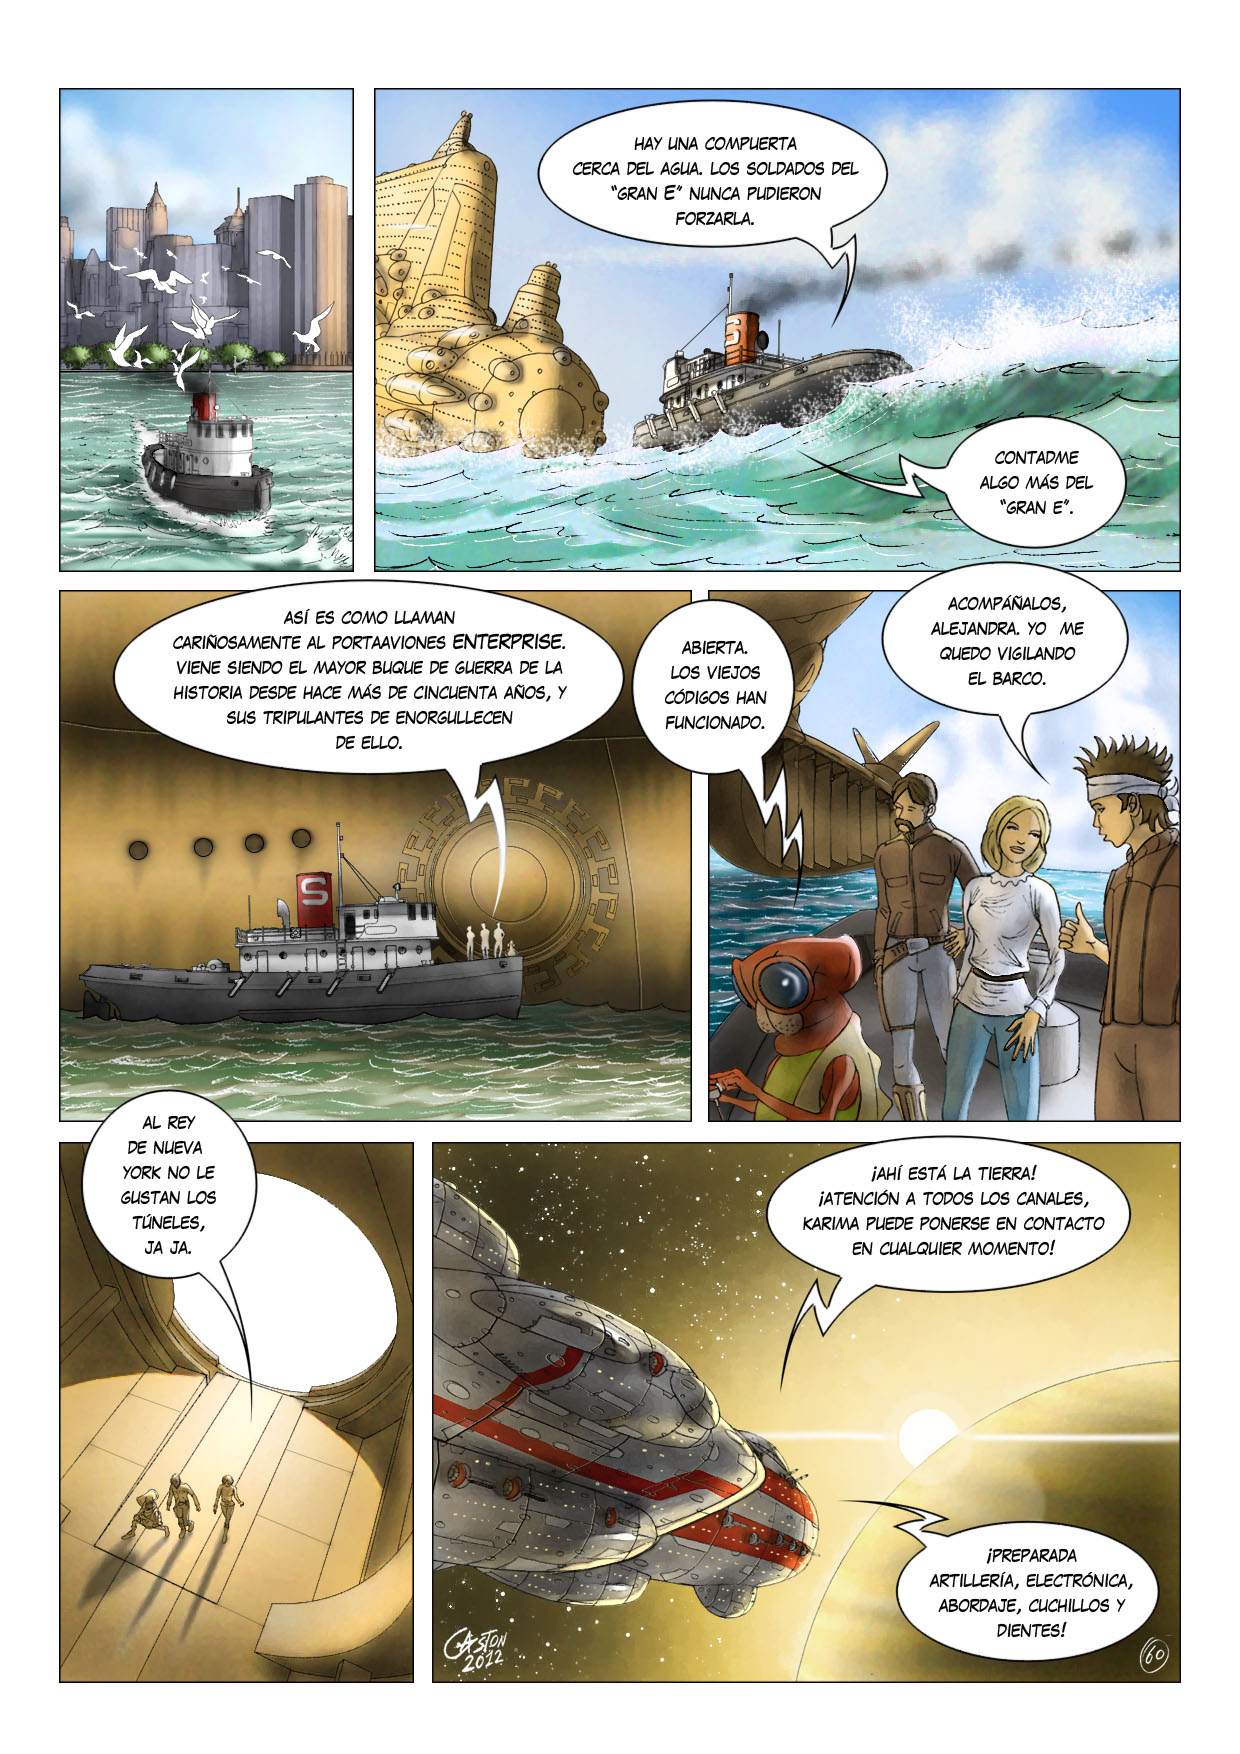 HAY UNA COMPUERTA
CERCA DEL AGUA. LOS SOLDADOS DEL
"GRAN E" NUNCA PUDIERON
FORZARLA.
S
CONTADME
ALGO MÁS DEL
"GRAN E".
ASÍ ES COMO LLAMAN
CARIÑOSAMENTE AL PORTAAVIONES ENTERPRISE.
VIENE SIENDO EL MAYOR BUQUE DE GUERRA DE LA
HISTORIA DESDE HACE MÁS DE CINCUENTA AÑOS, Y
SUS TRIPULANTES DE ENORGULLECEN
DE ELLO.
S
ABIERTA.
LOS VIEJOS
CÓDIGOS HAN
FUNCIONADO.
ACOMPÁÑALOS,
ALEJANDRA. YO ME
QUEDO VIGILANDO
EL BARCO.
AL REY
DE NUEVA
YORK NO LE
GUSTAN LOS
TÚNELES,
JA JA.
¡AHÍ ESTÁ LA TIERRA!
¡ATENCIÓN A TODOS LOS CANALES,
KARIMA PUEDE PONERSE EN CONTACTO
EN CUALQUIER MOMENTO!
¡PREPARADA
ARTILLERÍA, ELECTRÓNICA,
ABORDAJE, CUCHILLOS Y
DIENTES!
GASTON
2022
60